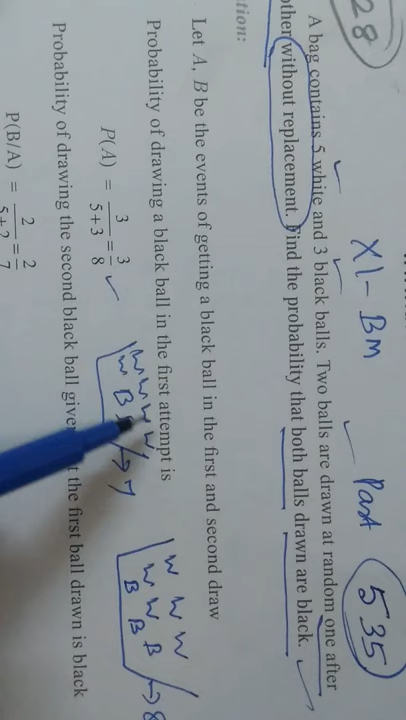 28
XI - BM Part 535
A bag contains 5 white and 3 black balls. Two balls are drawn at random one after
other without replacement. Find the probability that both balls drawn are black.
tion:
Let A, B be the events of getting a black ball in the first and second draw
Probability of drawing a black ball in the first attempt is
P(A) = 3/5+3 = 3/8
W W W W
W B
→ 7
W W W
W W B
B B
→ 8
Probability of drawing the second black ball given t the first ball drawn is black
P(B/A) = 2/5+2 = 2/7